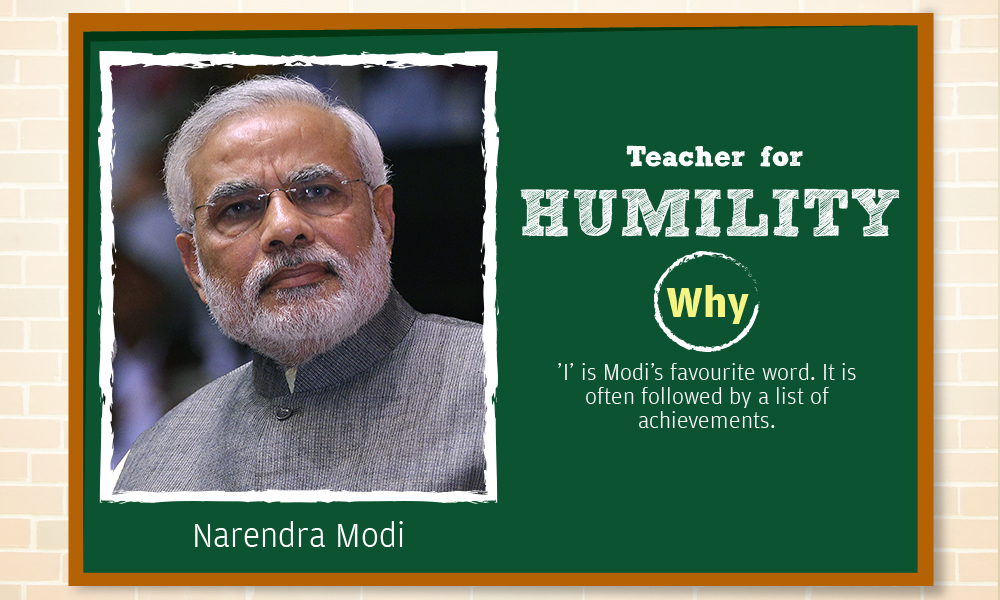 Teacher for
HUMILITY
Why
’I’ is Modi’s favourite word. It is
often followed by a list of
achievements.
Narendra Modi